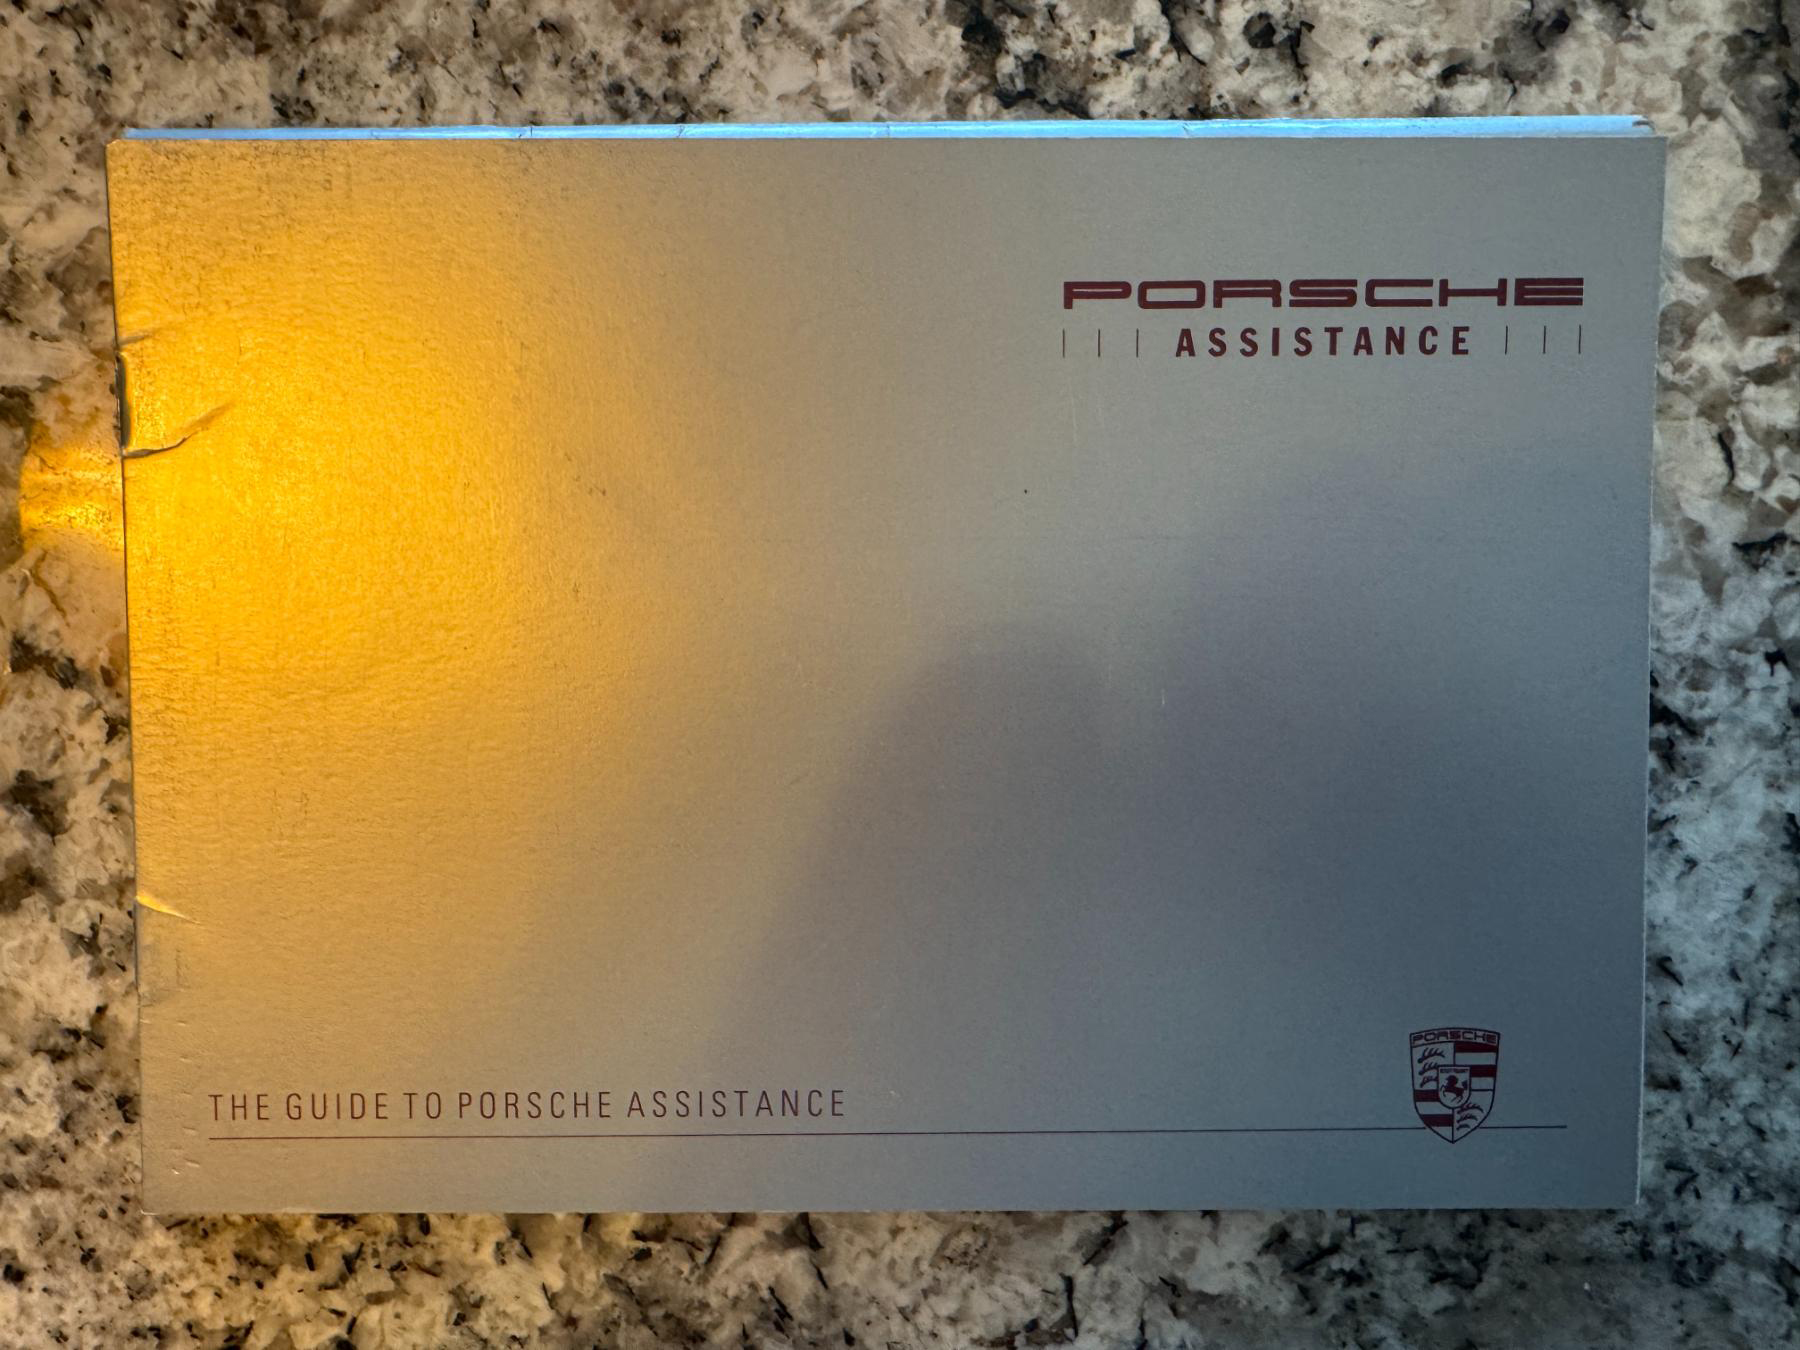 PORSCHE
| | | ASSISTANCE | | |
PORSCHE
THE GUIDE TO PORSCHE ASSISTANCE